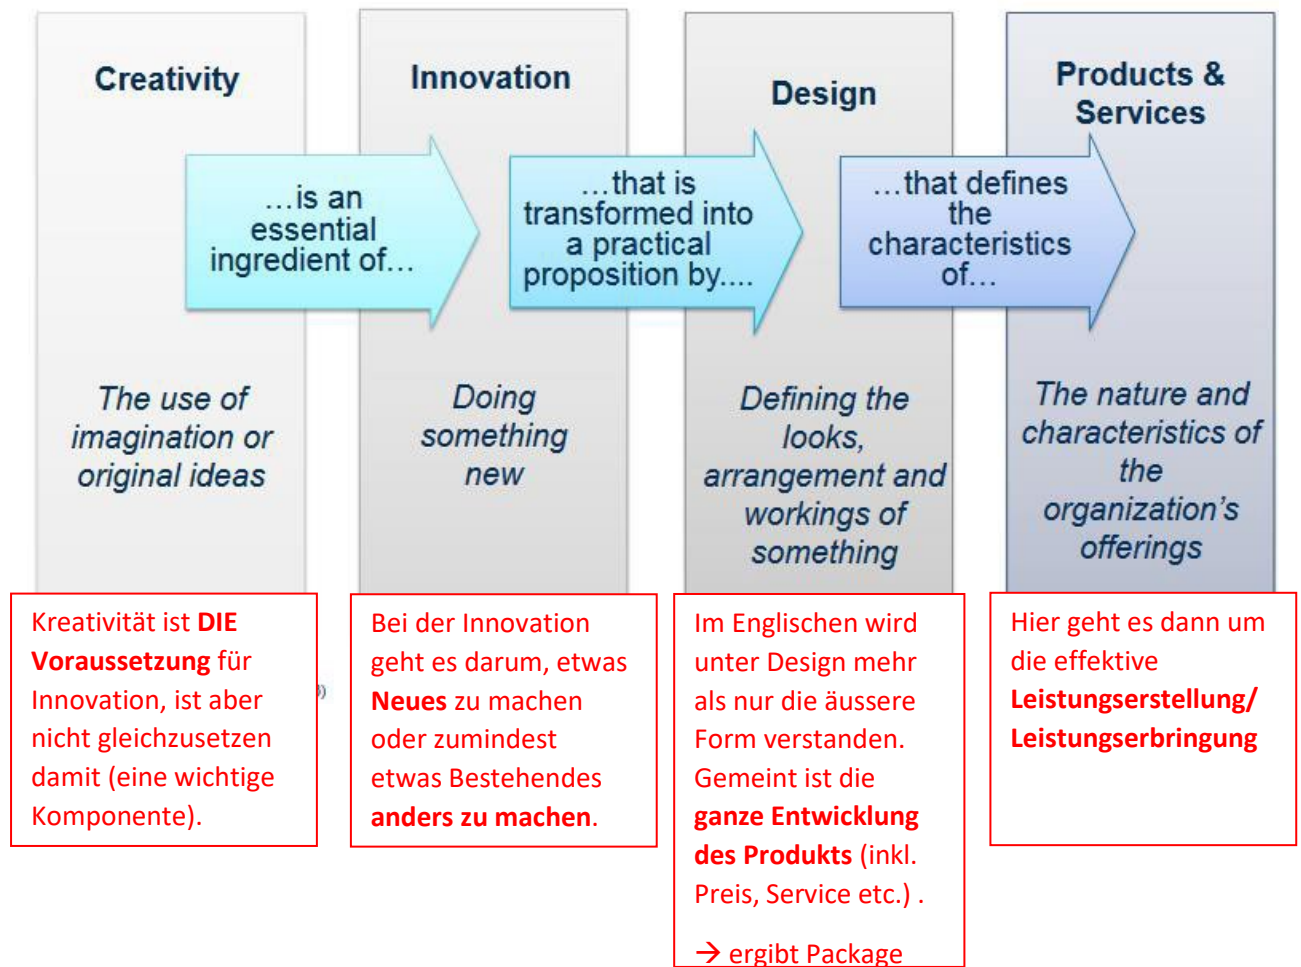 Creativity
…is an
essential
ingredient of…
The use of
imagination or
original ideas
Kreativität ist DIE
Voraussetzung für
Innovation, ist aber
nicht gleichzusetzen
damit (eine wichtige
Komponente).
Innovation
…that is
transformed into
a practical
proposition by....
Doing
something
new
Bei der Innovation
geht es darum, etwas
Neues zu machen
oder zumindest
etwas Bestehendes
anders zu machen.
Design
…that defines
the
characteristics
of…
Defining the
looks,
arrangement and
workings of
something
Im Englischen wird
unter Design mehr
als nur die äussere
Form verstanden.
Gemeint ist die
ganze Entwicklung
des Produkts (inkl.
Preis, Service etc.) .
→ ergibt Package
Products &
Services
The nature and
characteristics of
the
organization’s
offerings
Hier geht es dann um
die effektive
Leistungserstellung/
Leistungserbringung